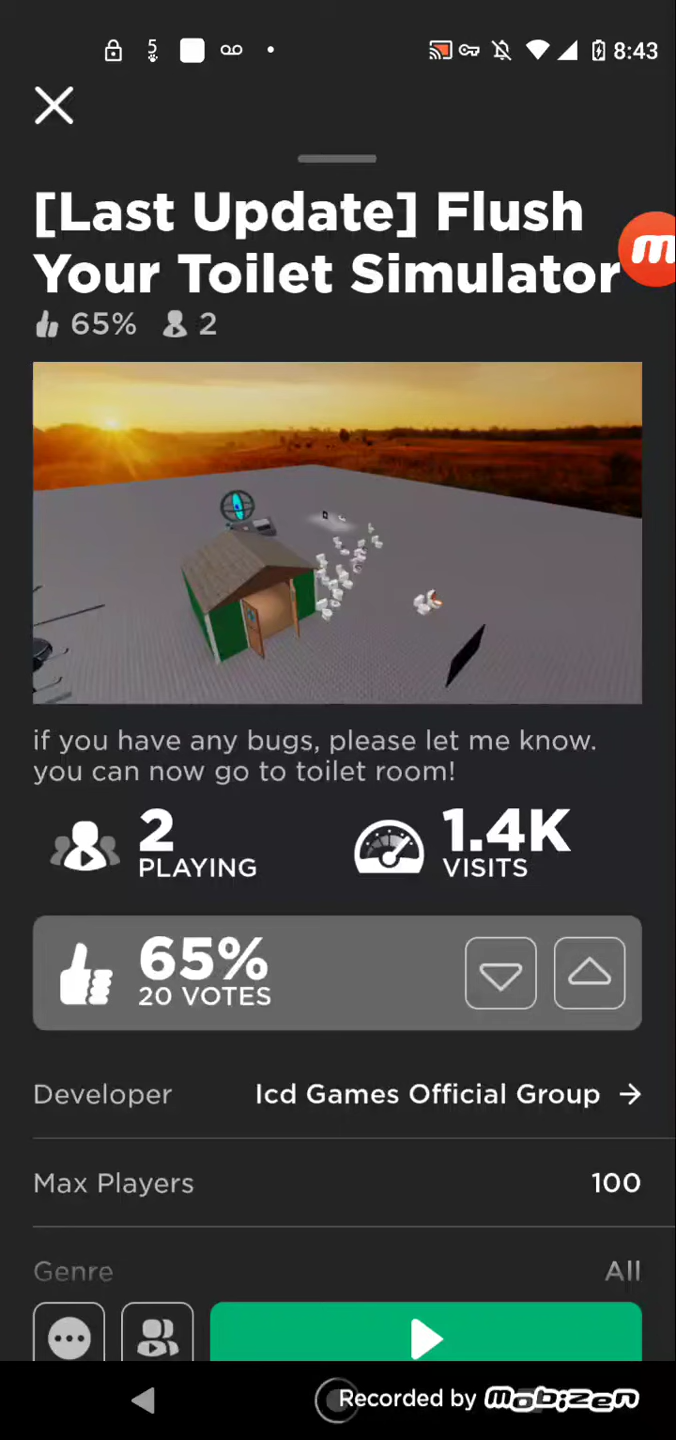 8:43
[Last Update] Flush
Your Toilet Simulator
65% 2
if you have any bugs, please let me know.
you can now go to toilet room!
2
PLAYING
1.4K
VISITS
65%
20 VOTES
Developer Icd Games Official Group →
Max Players 100
Genre All
Recorded by mobizen